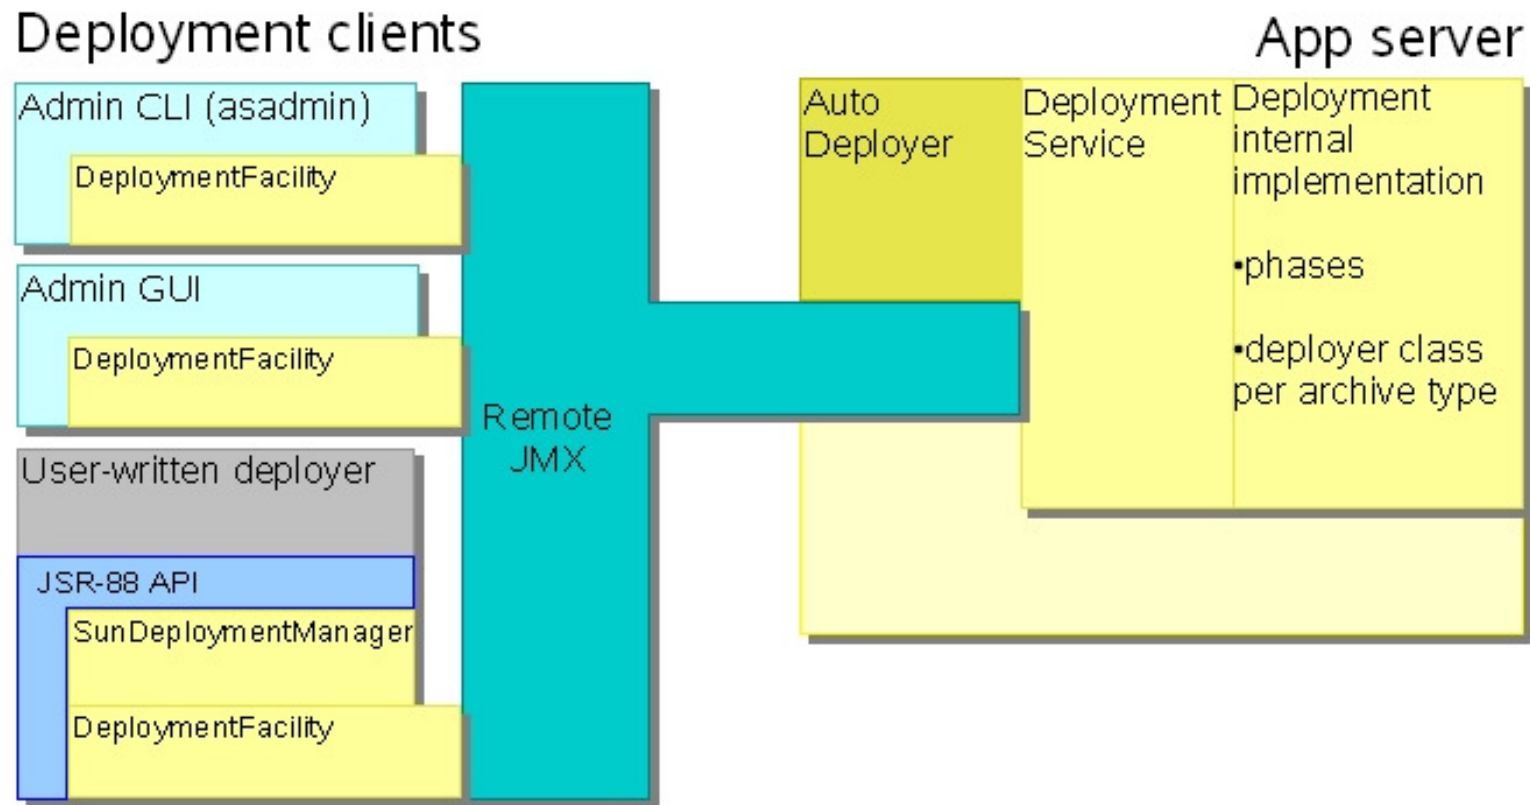 Deployment clients
App server
Admin CLI (asadmin)
DeploymentFacility
Admin GUI
DeploymentFacility
User-written deployer
JSR-88 API
SunDeploymentManager
DeploymentFacility
Remote
JMX
Auto
Deployer
Deployment
Service
Deployment
internal
implementation
•phases
•deployer class
per archive type